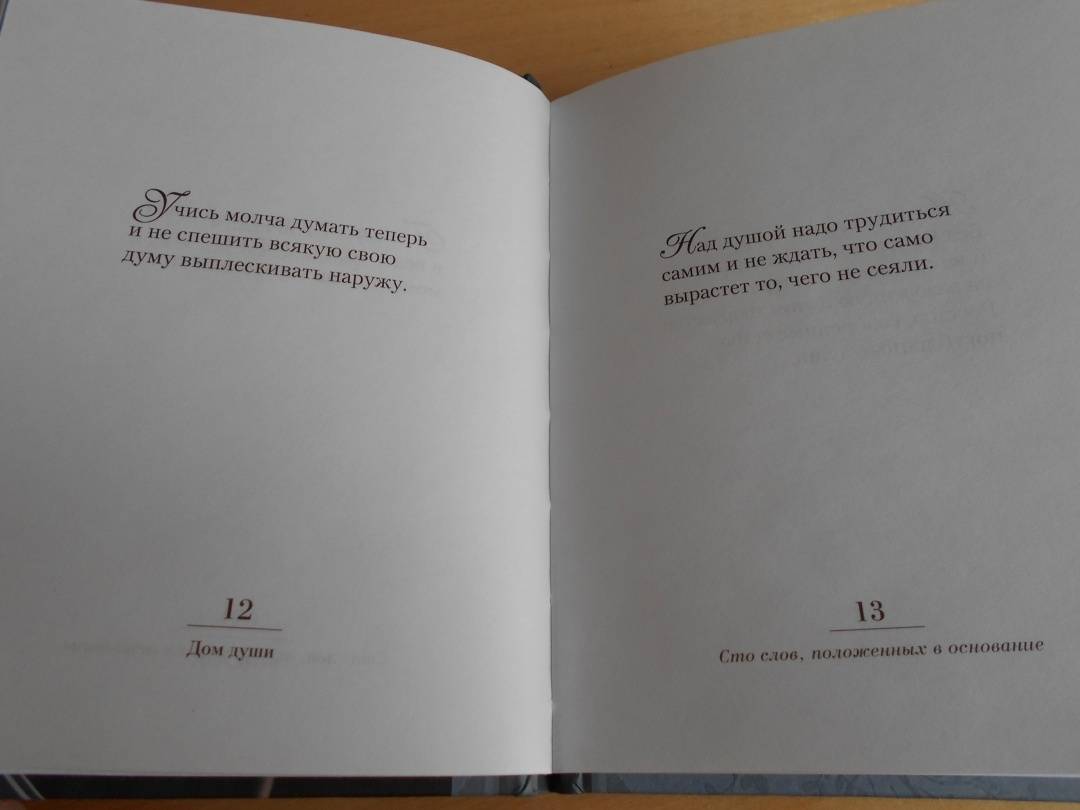 Учись молча думать теперь
и не спешить всякую свою
думу выплескивать наружу.
12
Дом души
Над душой надо трудиться
самим и не ждать, что само
вырастет то, чего не сеяли.
13
Сто слов, положенных в основание